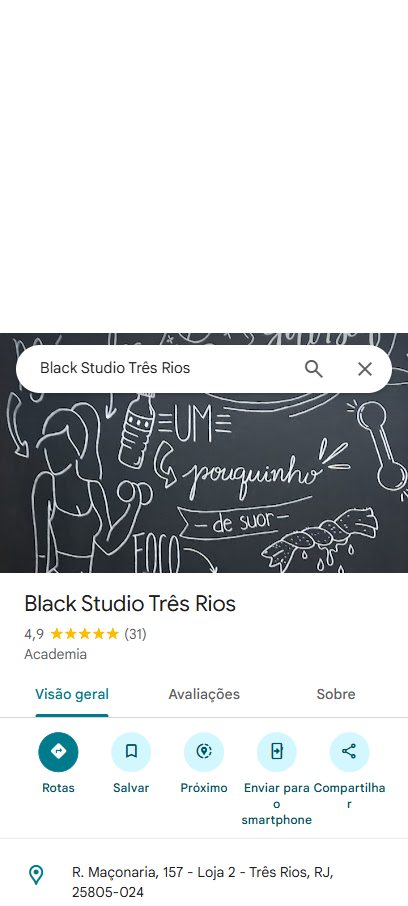 Black Studio Três Rios
UM
pouquinho
de suor
FOCO
Black Studio Três Rios
4,9 (31)
Academia
Visão geral
Avaliações
Sobre
Rotas
Salvar
Próximo
Enviar para
o
smartphone
Compartilha
r
R. Maçonaria, 157 - Loja 2 - Três Rios, RJ,
25805-024